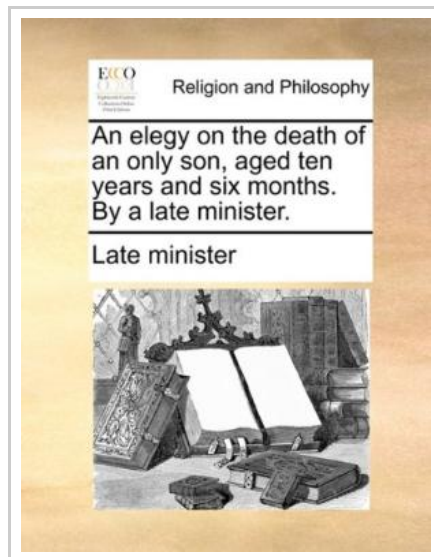 ECCO
Religion and Philosophy
An elegy on the death of
an only son, aged ten
years and six months.
By a late minister.
Late minister